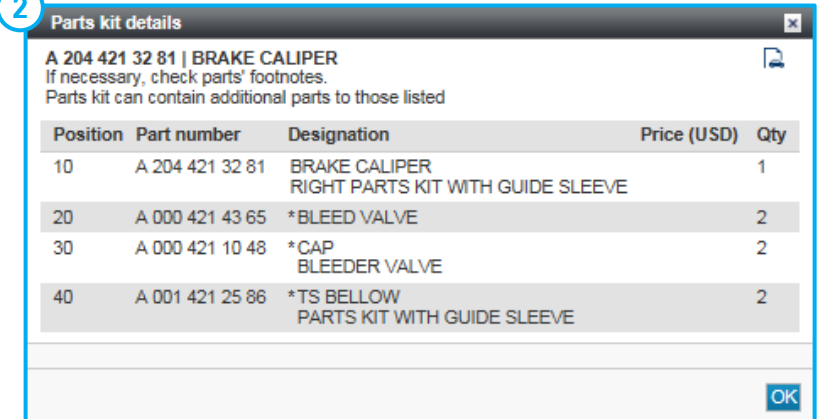 2
Parts kit details
A 204 421 32 81 | BRAKE CALIPER
If necessary, check parts' footnotes.
Parts kit can contain additional parts to those listed
Position Part number Designation Price (USD) Qty
10 A 204 421 32 81 BRAKE CALIPER 1
RIGHT PARTS KIT WITH GUIDE SLEEVE
20 A 000 421 43 65 *BLEED VALVE 2
30 A 000 421 10 48 *CAP 2
BLEEDER VALVE
40 A 001 421 25 86 *TS BELLOW 2
PARTS KIT WITH GUIDE SLEEVE
OK